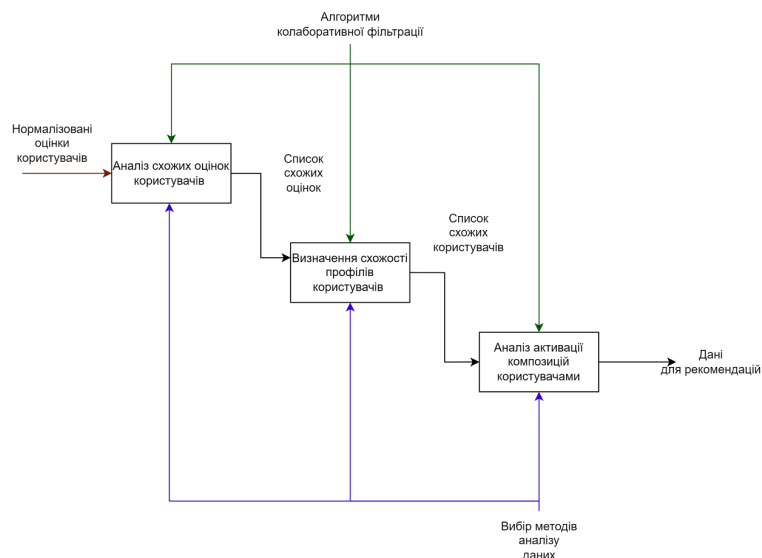 Алгоритми
колаборативної фільтрації
Нормалізовані
оцінки
користувачів
Аналіз схожих оцінок
користувачів
Список
схожих
оцінок
Визначення схожості
профілів
користувачів
Список
схожих
користувачів
Аналіз активації
композицій
користувачами
Дані
для рекомендацій
Вибір методів
аналізу
даних